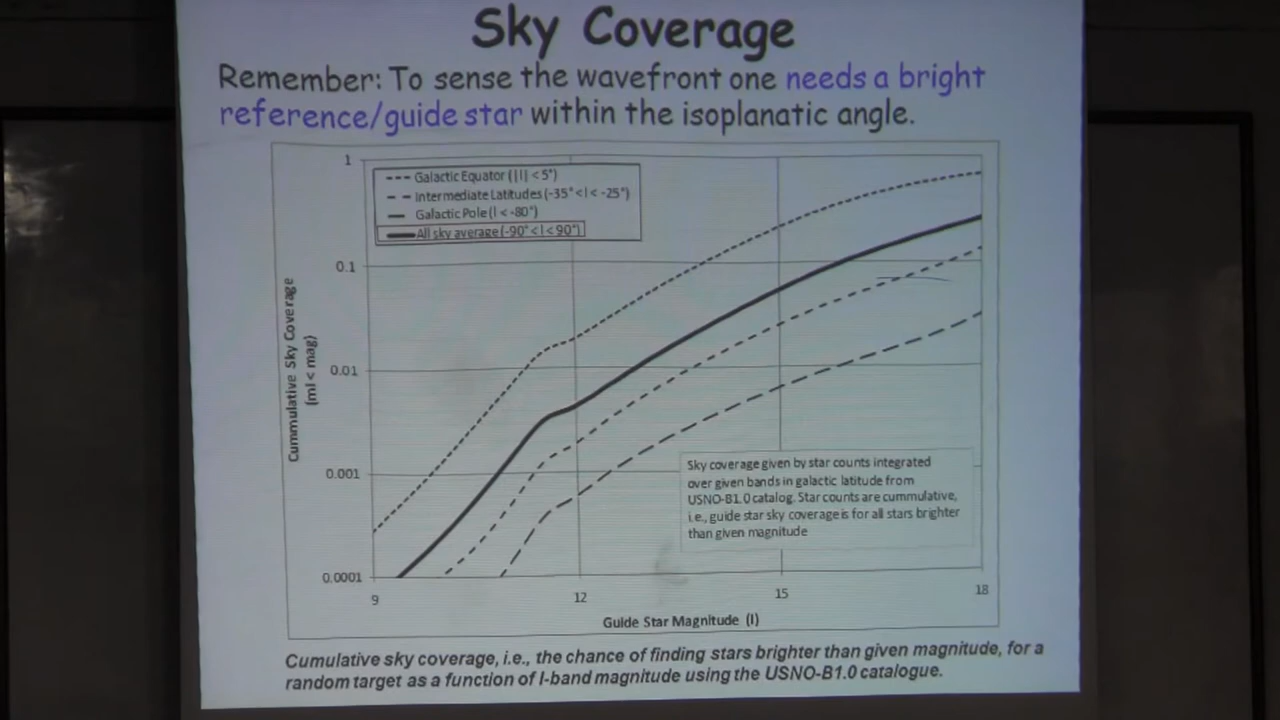 Sky Coverage
Remember: To sense the wavefront one needs a bright
reference/guide star within the isoplanatic angle.
1
0.1
0.01
0.001
0.0001
Cummulative Sky Coverage
(mI < mag)
Galactic Equator (|l| < 5°)
Intermediate Latitudes (-35° < l < -25°)
Galactic Pole (l < -80°)
All sky average (-90° < l < 90°)
Sky coverage given by star counts integrated
over given bands in galactic latitude from
USNO-B1.0 catalog. Star counts are cummulative,
i.e., guide star sky coverage is for all stars brighter
than given magnitude
9
12
15
18
Guide Star Magnitude (I)
Cumulative sky coverage, i.e., the chance of finding stars brighter than given magnitude, for a
random target as a function of I-band magnitude using the USNO-B1.0 catalogue.